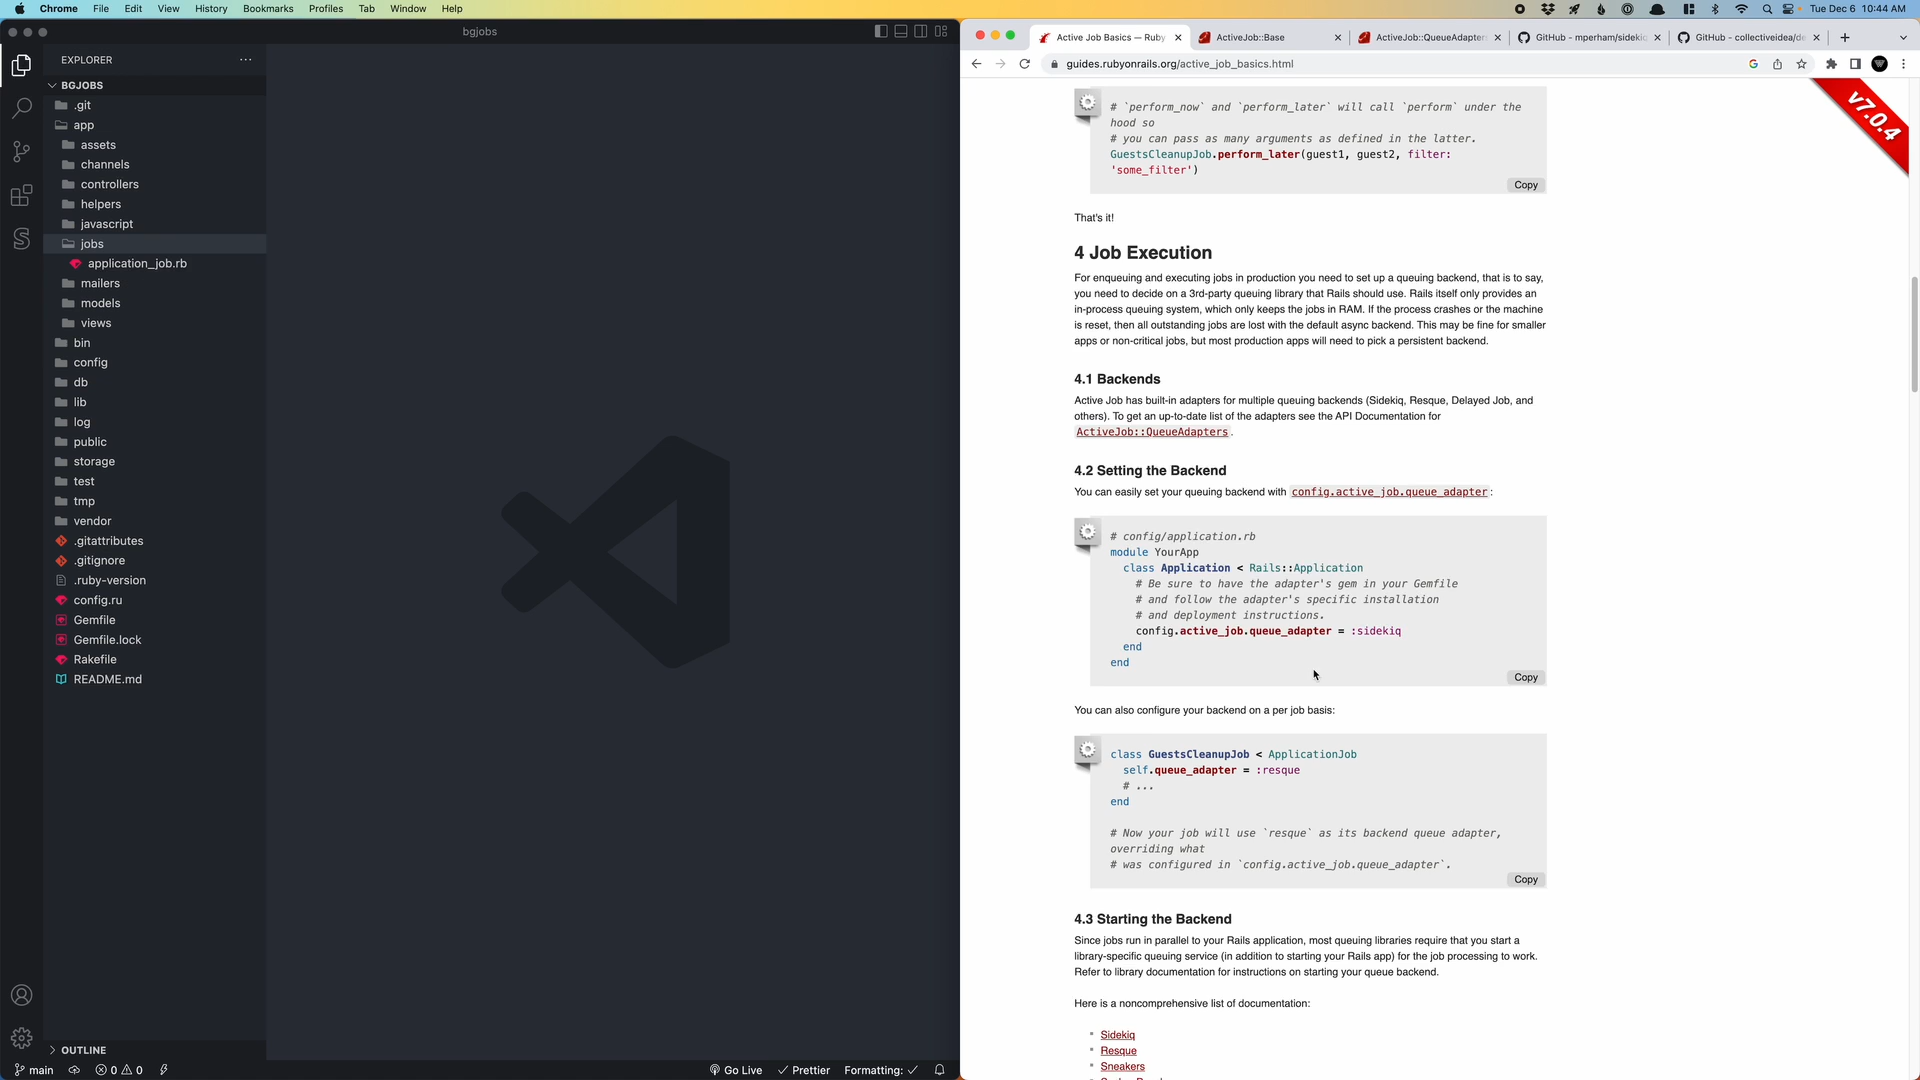 Chrome File Edit View History Bookmarks Profiles Tab Window Help
Tue Dec 6 10:44 AM
bgjobs
EXPLORER
BGJOBS
.git
app
assets
channels
controllers
helpers
javascript
jobs
application_job.rb
mailers
models
views
bin
config
db
lib
log
public
storage
test
tmp
vendor
.gitattributes
.gitignore
.ruby-version
config.ru
Gemfile
Gemfile.lock
Rakefile
README.md
OUTLINE
main 0 0
Go Live Prettier Formatting:
Active Job Basics — Ruby
ActiveJob::Base
ActiveJob::QueueAdapters
GitHub - mperham/sidekiq
GitHub - collectiveidea/de
guides.rubyonrails.org/active_job_basics.html
v7.0.4
# `perform_now` and `perform_later` will call `perform` under the
hood so
# you can pass as many arguments as defined in the latter.
GuestsCleanupJob.perform_later(guest1, guest2, filter:
'some_filter')
Copy
That's it!
4 Job Execution
For enqueuing and executing jobs in production you need to set up a queuing backend, that is to say,
you need to decide on a 3rd-party queuing library that Rails should use. Rails itself only provides an
in-process queuing system, which only keeps the jobs in RAM. If the process crashes or the machine
is reset, then all outstanding jobs are lost with the default async backend. This may be fine for smaller
apps or non-critical jobs, but most production apps will need to pick a persistent backend.
4.1 Backends
Active Job has built-in adapters for multiple queuing backends (Sidekiq, Resque, Delayed Job, and
others). To get an up-to-date list of the adapters see the API Documentation for
ActiveJob::QueueAdapters.
4.2 Setting the Backend
You can easily set your queuing backend with config.active_job.queue_adapter:
# config/application.rb
module YourApp
class Application < Rails::Application
# Be sure to have the adapter's gem in your Gemfile
# and follow the adapter's specific installation
# and deployment instructions.
config.active_job.queue_adapter = :sidekiq
end
end
Copy
You can also configure your backend on a per job basis:
class GuestsCleanupJob < ApplicationJob
self.queue_adapter = :resque
# ...
end
# Now your job will use `resque` as its backend queue adapter,
overriding what
# was configured in `config.active_job.queue_adapter`.
Copy
4.3 Starting the Backend
Since jobs run in parallel to your Rails application, most queuing libraries require that you start a
library-specific queuing service (in addition to starting your Rails app) for the job processing to work.
Refer to library documentation for instructions on starting your queue backend.
Here is a noncomprehensive list of documentation:
Sidekiq
Resque
Sneakers